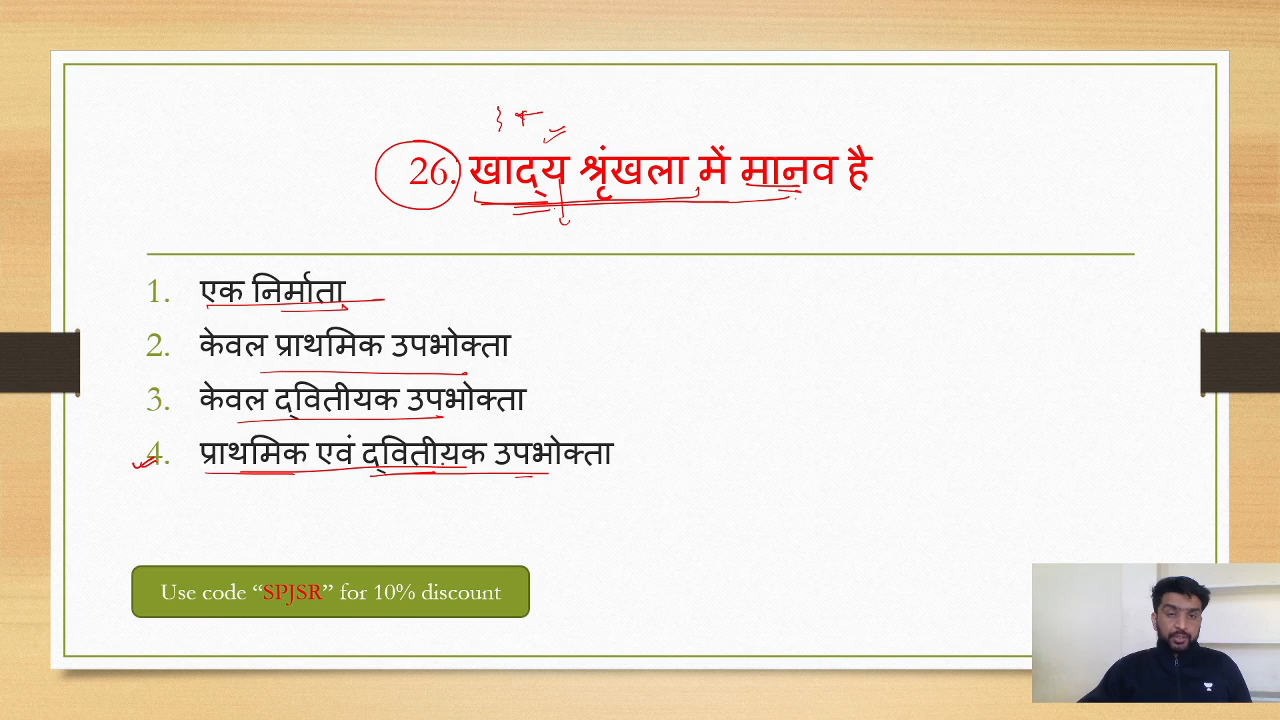 26. खाद्य श्रृंखला में मानव है
1. एक निर्माता
2. केवल प्राथमिक उपभोक्ता
3. केवल द्वितीयक उपभोक्ता
4. प्राथमिक एवं द्वितीयक उपभोक्ता
Use code “SPJSR” for 10% discount